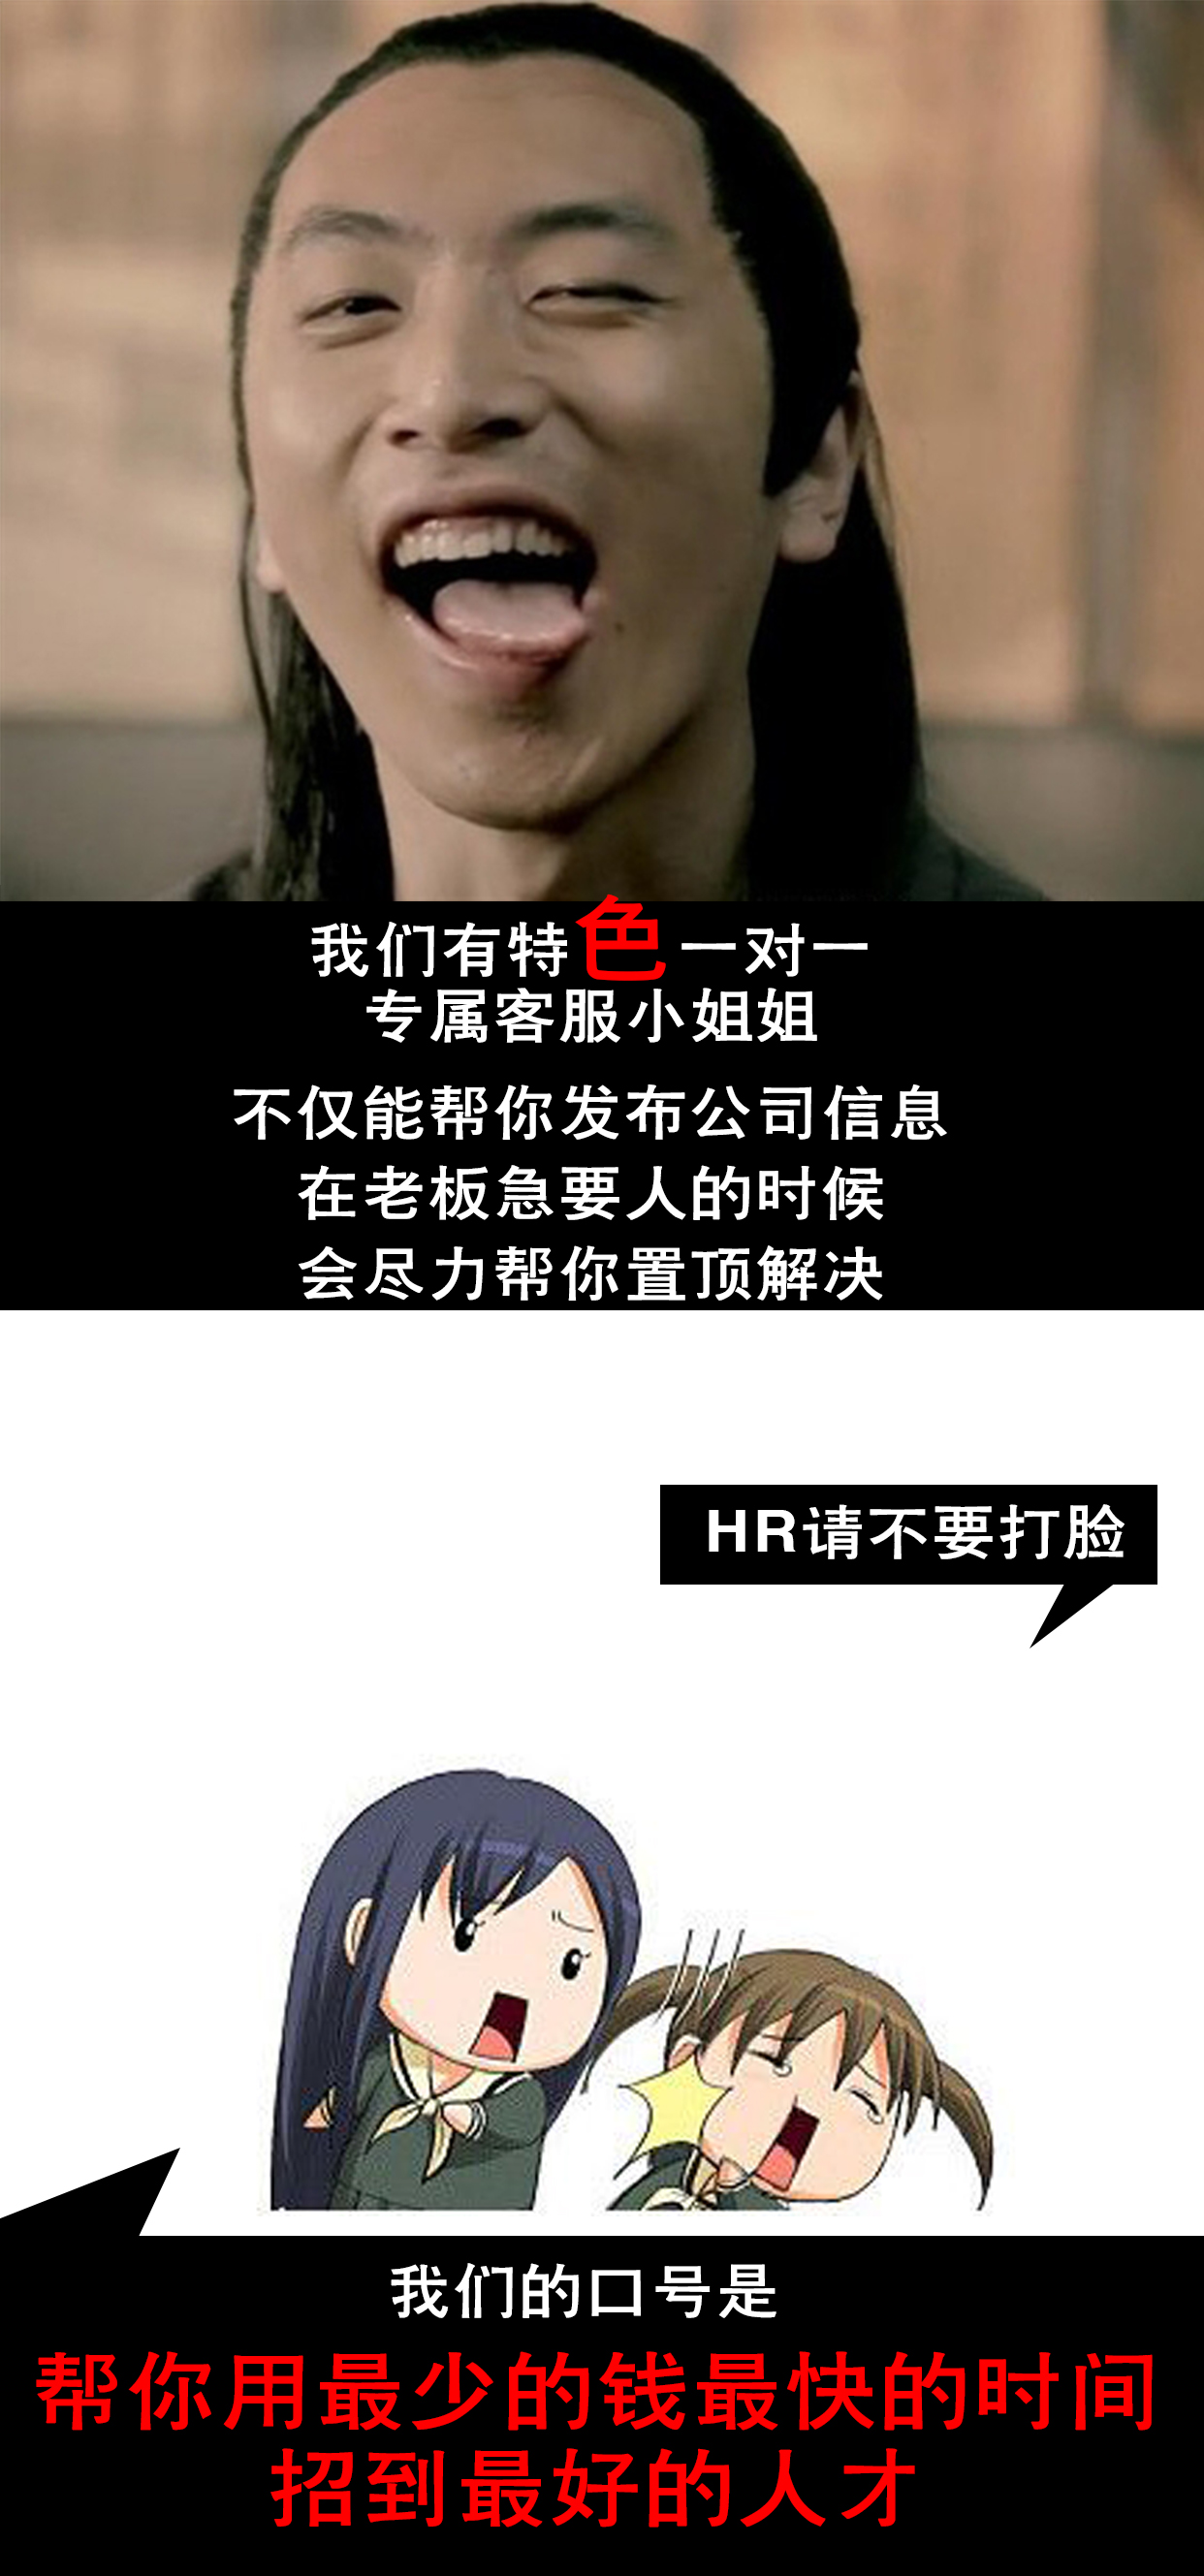 我们有特色一对一
专属客服小姐姐
不仅能帮你发布公司信息
在老板急要人的时候
会尽力帮你置顶解决
HR请不要打脸
我们的口号是
帮你用最少的钱最快的时间
招到最好的人才